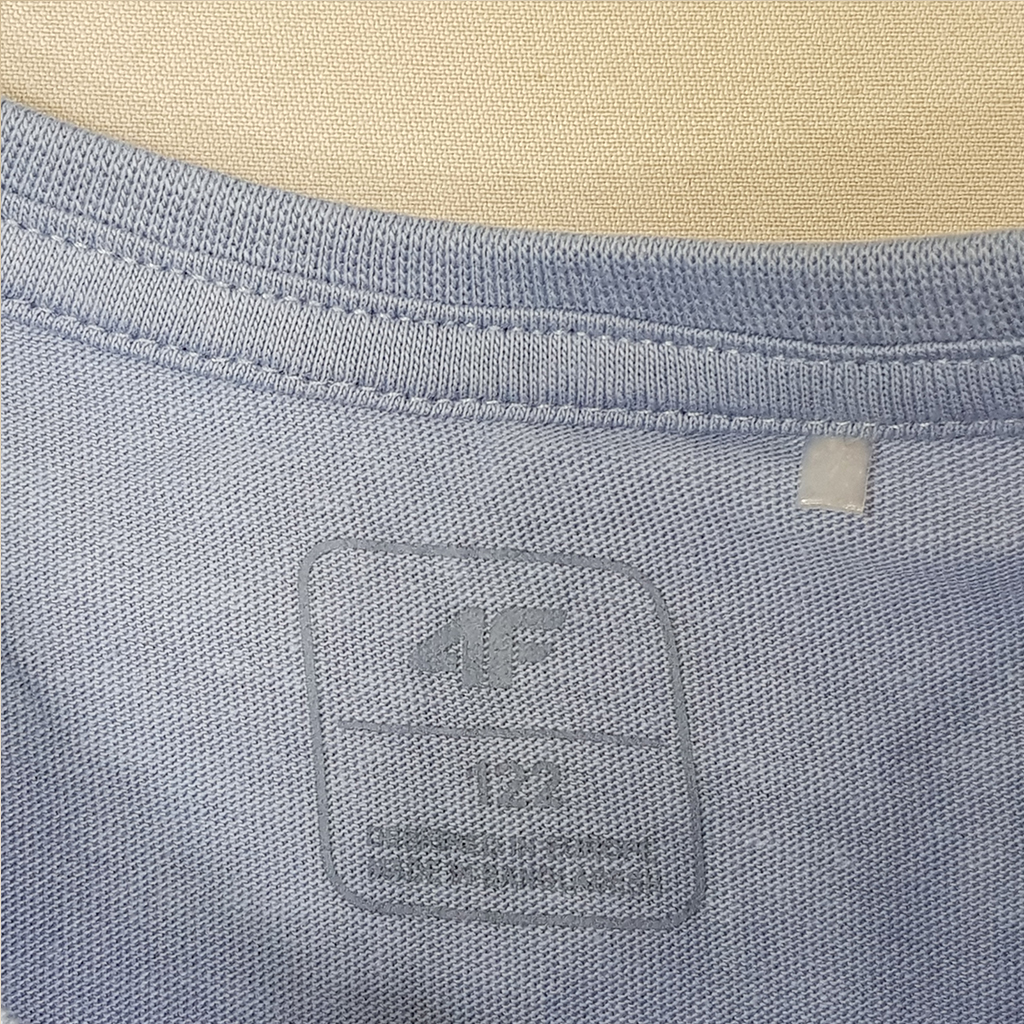 4F
122
DESIGNED IN EUROPE
MADE IN BANGLADESH